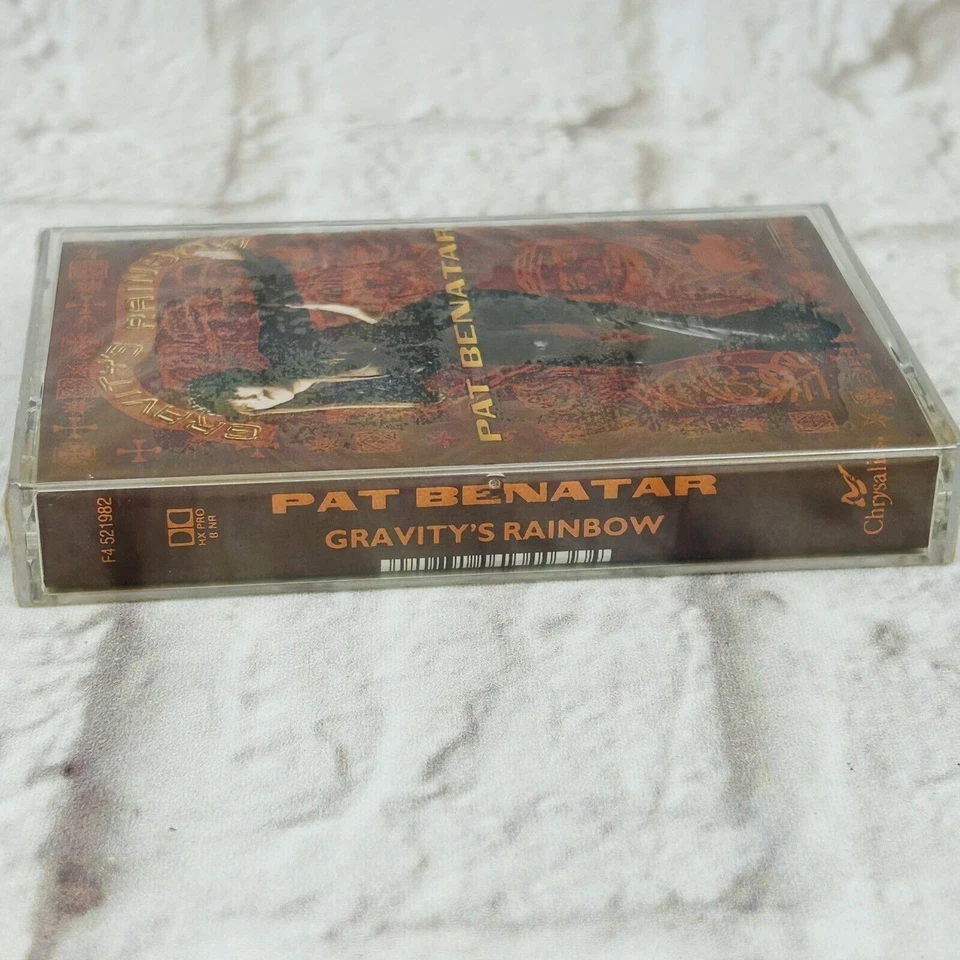 GRAVITY'S RAINBOW
PAT BENATAR
F4 521982
HX PRO
B NR
PAT BENATAR
GRAVITY'S RAINBOW
Chrysalis